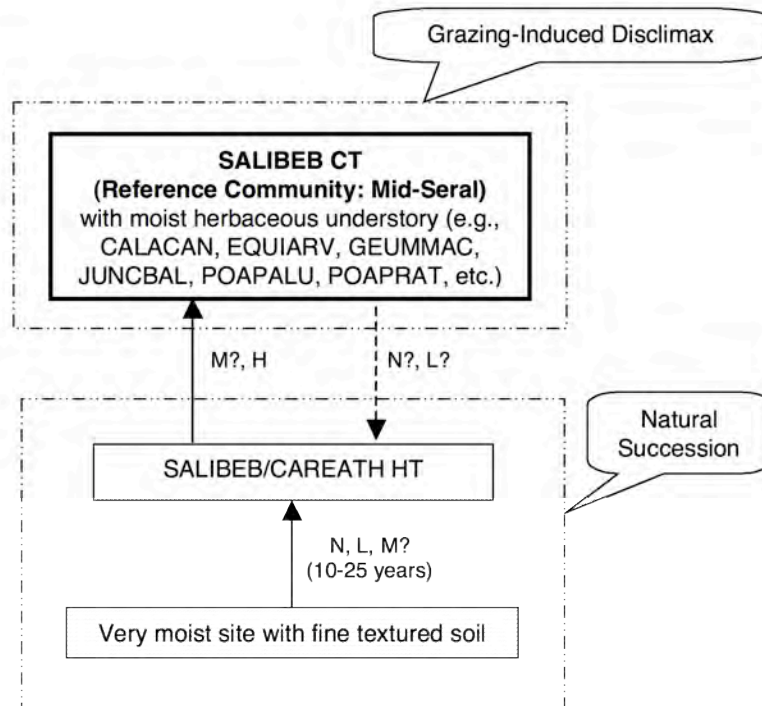 Grazing-Induced Disclimax
SALIBEB CT
(Reference Community: Mid-Seral)
with moist herbaceous understory (e.g.,
CALACAN, EQUIARV, GEUMMAC,
JUNCBAL, POAPALU, POAPRAT, etc.)
M?, H
N?, L?
Natural
Succession
SALIBEB/CAREATH HT
N, L, M?
(10-25 years)
Very moist site with fine textured soil